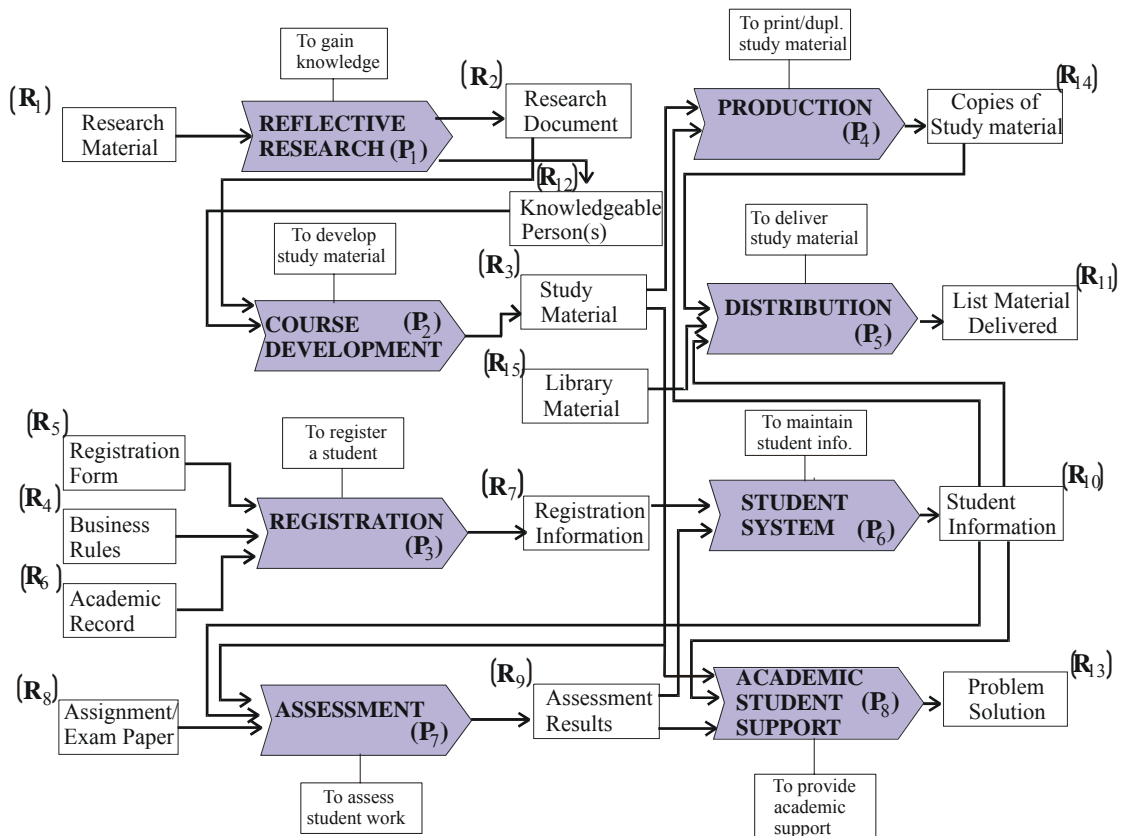 To gain
knowledge
(R1)
Research
Material
REFLECTIVE
RESEARCH (P1)
(R2)
Research
Document
(R12)
Knowledgeable
Person(s)
To print/dupl.
study material
PRODUCTION
(P4)
(R14)
Copies of
Study material
To develop
study material
COURSE (P2)
DEVELOPMENT
(R3)
Study
Material
To deliver
study material
DISTRIBUTION
(P5)
(R11)
List Material
Delivered
(R15)
Library
Material
(R5)
Registration
Form
(R4)
Business
Rules
(R6)
Academic
Record
To register
a student
REGISTRATION
(P3)
(R7)
Registration
Information
To maintain
student info.
STUDENT
SYSTEM (P6)
(R10)
Student
Information
(R8)
Assignment/
Exam Paper
ASSESSMENT
(P7)
To assess
student work
(R9)
Assessment
Results
ACADEMIC
STUDENT (P8)
SUPPORT
To provide
academic
support
(R13)
Problem
Solution